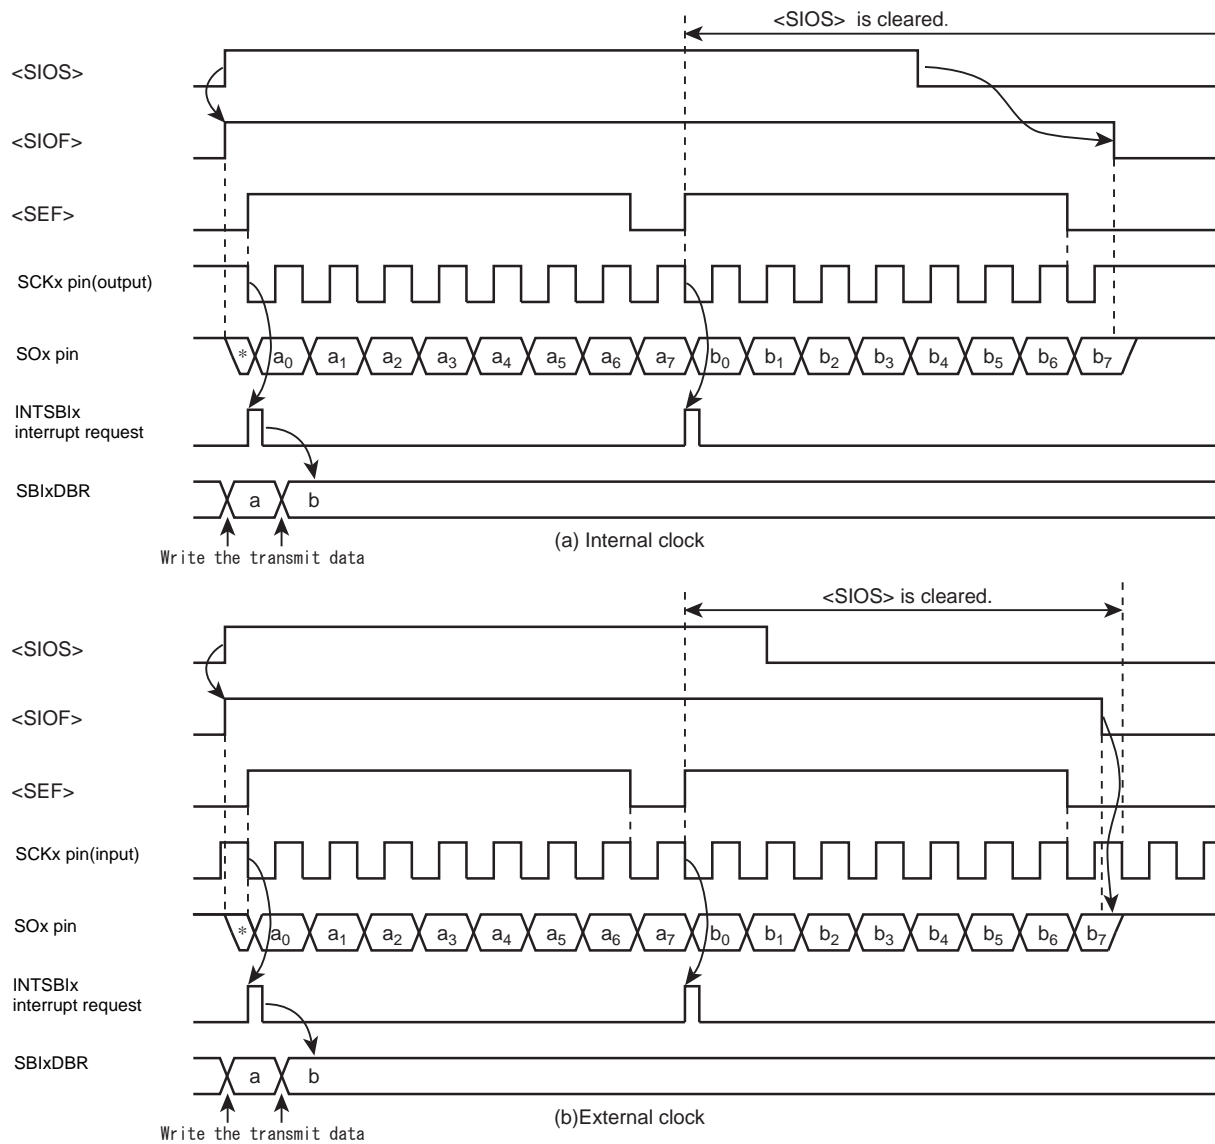 <SIOS> is cleared.
<SIOS>
<SIOF>
<SEF>
SCKx pin(output)
SOx pin
* a0 a1 a2 a3 a4 a5 a6 a7 b0 b1 b2 b3 b4 b5 b6 b7
INTSBIx
interrupt request
SBIxDBR
a b
(a) Internal clock
Write the transmit data
<SIOS> is cleared.
<SIOS>
<SIOF>
<SEF>
SCKx pin(input)
SOx pin
* a0 a1 a2 a3 a4 a5 a6 a7 b0 b1 b2 b3 b4 b5 b6 b7
INTSBIx
interrupt request
SBIxDBR
a b
(b)External clock
Write the transmit data